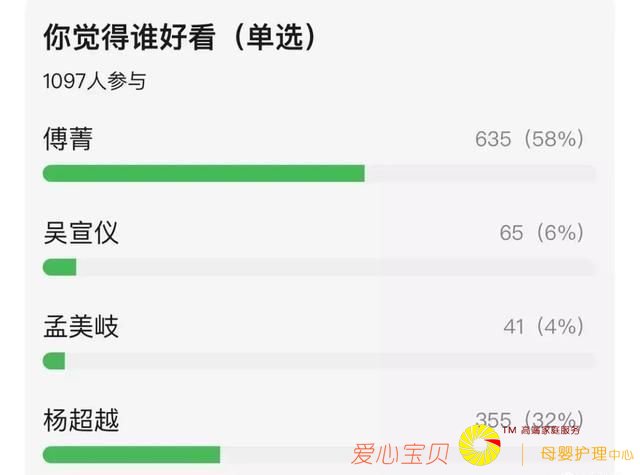 你觉得谁好看（单选）
1097人参与
傅菁 635（58%）
吴宣仪 65（6%）
孟美岐 41（4%）
杨超越 355（32%）
爱心宝贝 TM 高端家庭服务
母婴护理中心